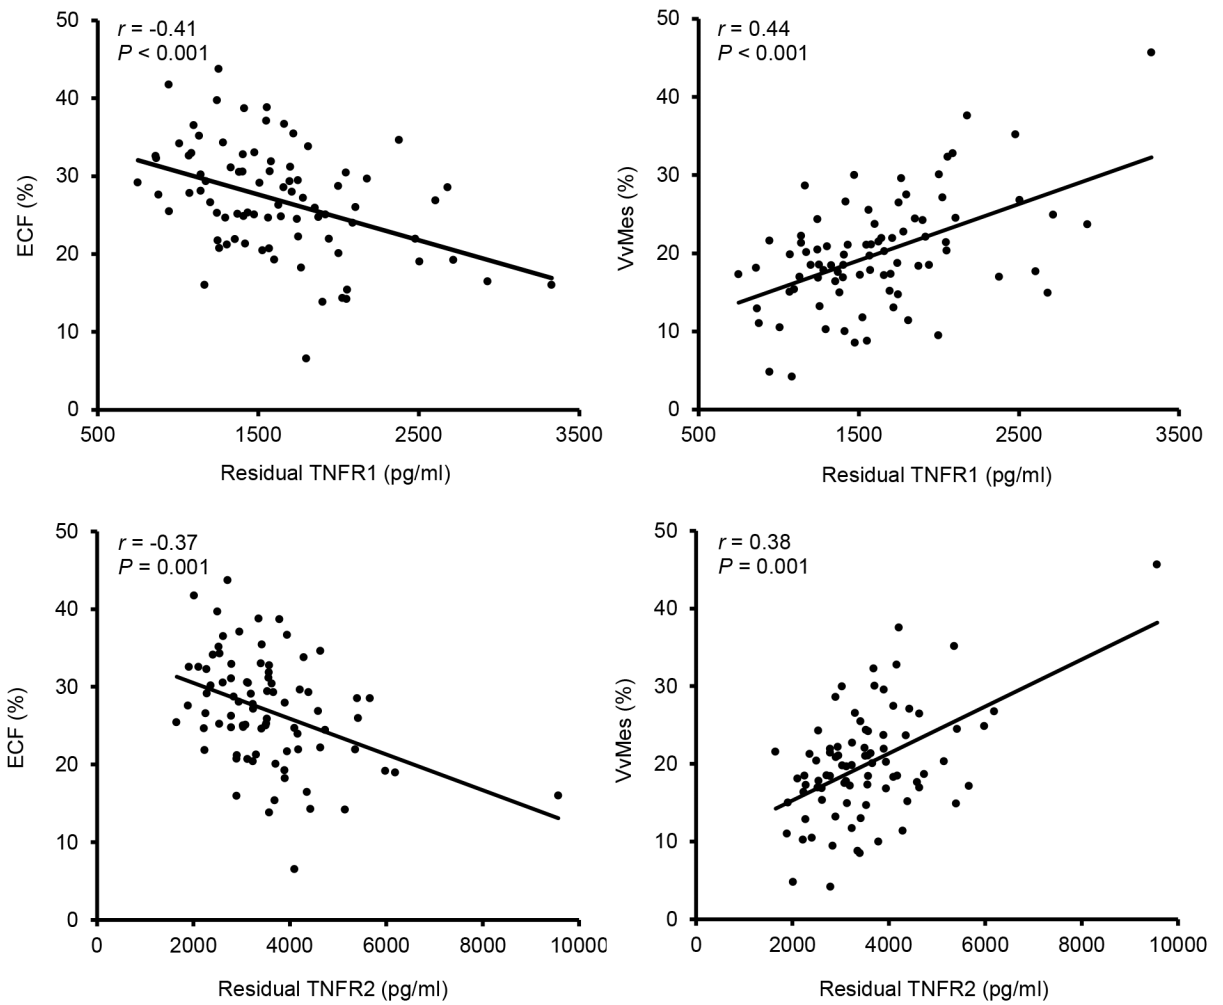 r = -0.41
P < 0.001
50
40
30
20
10
0
ECF (%)
500
1500
2500
3500
Residual TNFR1 (pg/ml)
r = 0.44
P < 0.001
50
40
30
20
10
0
VvMes (%)
500
1500
2500
3500
Residual TNFR1 (pg/ml)
r = -0.37
P = 0.001
50
40
30
20
10
0
ECF (%)
0
2000
4000
6000
8000
10000
Residual TNFR2 (pg/ml)
r = 0.38
P = 0.001
50
40
30
20
10
0
VvMes (%)
0
2000
4000
6000
8000
10000
Residual TNFR2 (pg/ml)